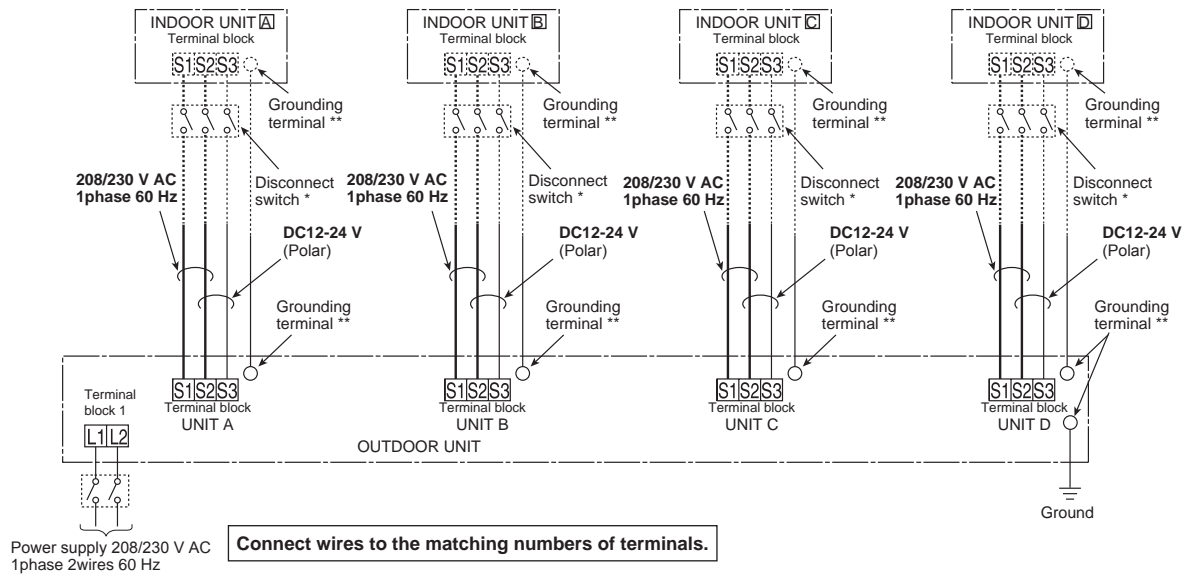 INDOOR UNIT A
Terminal block
S1 S2 S3
Grounding
terminal **
Disconnect
switch *
208/230 V AC
1phase 60 Hz
DC12-24 V
(Polar)
Grounding
terminal **
S1 S2 S3
Terminal block
UNIT A
INDOOR UNIT B
Terminal block
S1 S2 S3
Grounding
terminal **
Disconnect
switch *
208/230 V AC
1phase 60 Hz
DC12-24 V
(Polar)
Grounding
terminal **
S1 S2 S3
Terminal block
UNIT B
INDOOR UNIT C
Terminal block
S1 S2 S3
Grounding
terminal **
Disconnect
switch *
208/230 V AC
1phase 60 Hz
DC12-24 V
(Polar)
Grounding
terminal **
S1 S2 S3
Terminal block
UNIT C
INDOOR UNIT D
Terminal block
S1 S2 S3
Grounding
terminal **
Disconnect
switch *
208/230 V AC
1phase 60 Hz
DC12-24 V
(Polar)
Grounding
terminal **
S1 S2 S3
Terminal block
UNIT D
Terminal
block 1
L1 L2
OUTDOOR UNIT
Ground
Power supply 208/230 V AC
1phase 2wires 60 Hz
Connect wires to the matching numbers of terminals.